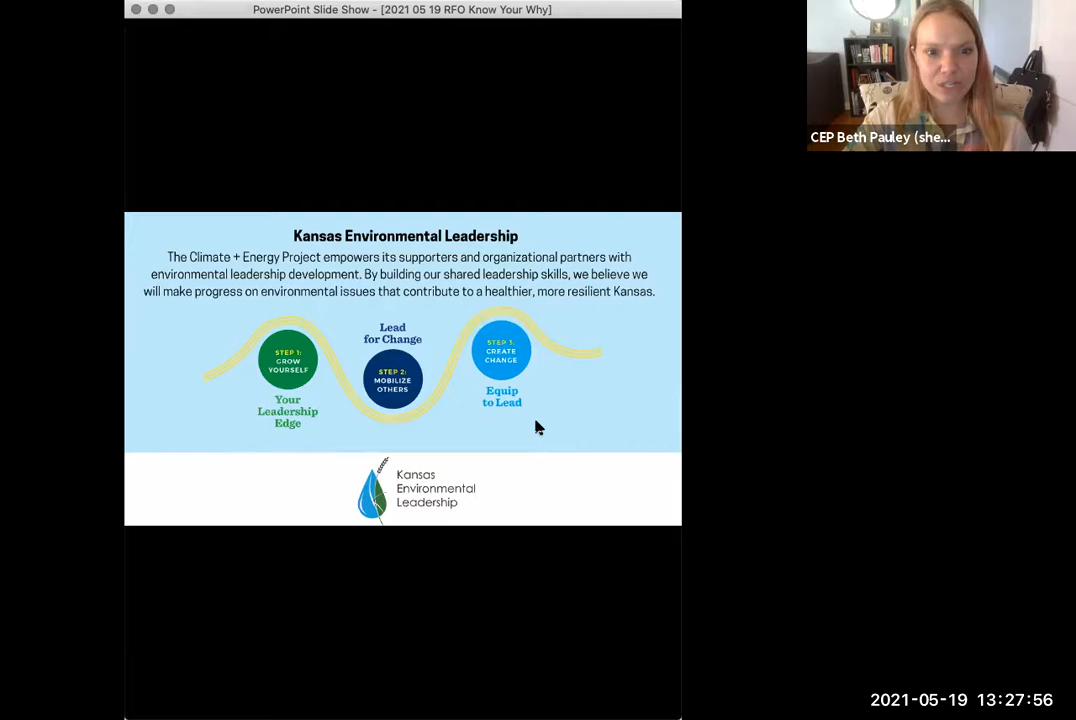 PowerPoint Slide Show - [2021 05 19 RFO Know Your Why]
CEP Beth Pauley (she...
Kansas Environmental Leadership
The Climate + Energy Project empowers its supporters and organizational partners with
environmental leadership development. By building our shared leadership skills, we believe we
will make progress on environmental issues that contribute to a healthier, more resilient Kansas.
STEP 1:
GROW
YOURSELF
Your
Leadership
Edge
Lead
for Change
STEP 2:
MOBILIZE
OTHERS
STEP 3:
CREATE
CHANGE
Equip
to Lead
Kansas
Environmental
Leadership
2021-05-19 13:27:56